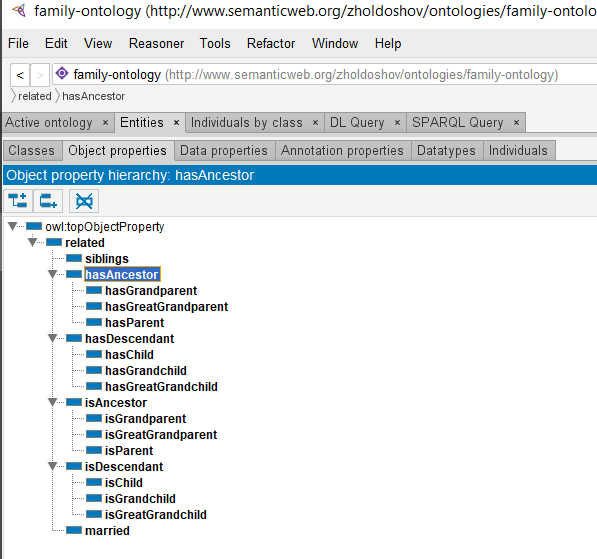 family-ontology (http://www.semanticweb.org/zholdoshov/ontologies/family-ontolo
File Edit View Reasoner Tools Refactor Window Help
< > family-ontology (http://www.semanticweb.org/zholdoshov/ontologies/family-ontology)
related hasAncestor
Active ontology × Entities × Individuals by class × DL Query × SPARQL Query ×
Classes Object properties Data properties Annotation properties Datatypes Individuals
Object property hierarchy: hasAncestor
owl:topObjectProperty
related
siblings
hasAncestor
hasGrandparent
hasGreatGrandparent
hasParent
hasDescendant
hasChild
hasGrandchild
hasGreatGrandchild
isAncestor
isGrandparent
isGreatGrandparent
isParent
isDescendant
isChild
isGrandchild
isGreatGrandchild
married